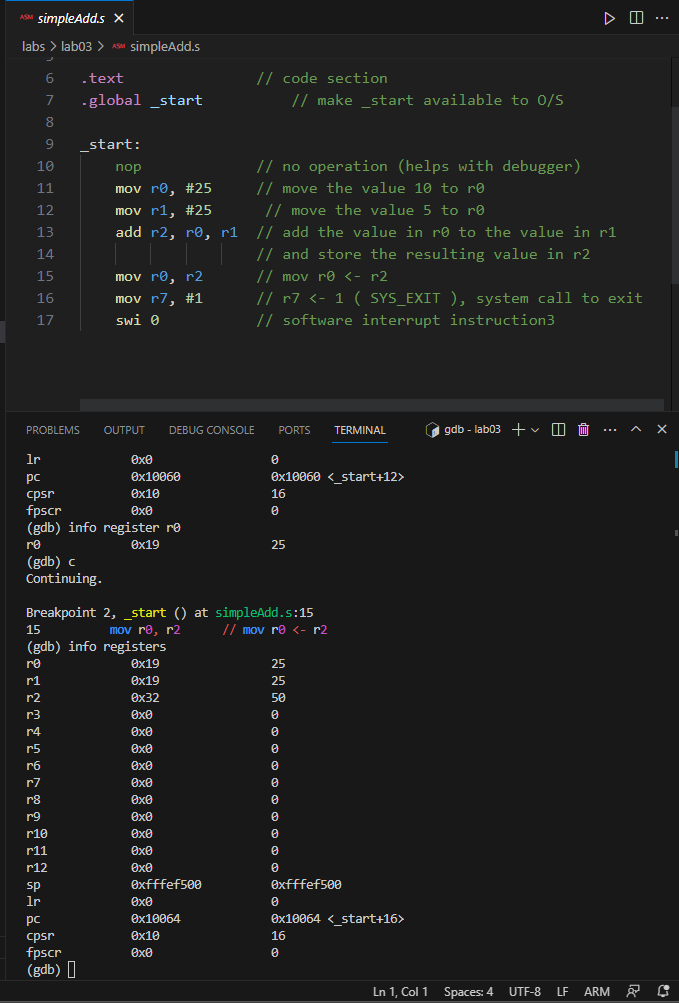 ASM simpleAdd.s
labs > lab03 > ASM simpleAdd.s
5
6 .text // code section
7 .global _start // make _start available to O/S
8
9 _start:
10 nop // no operation (helps with debugger)
11 mov r0, #25 // move the value 10 to r0
12 mov r1, #25 // move the value 5 to r0
13 add r2, r0, r1 // add the value in r0 to the value in r1
14 // and store the resulting value in r2
15 mov r0, r2 // mov r0 <- r2
16 mov r7, #1 // r7 <- 1 ( SYS_EXIT ), system call to exit
17 swi 0 // software interrupt instruction3
PROBLEMS OUTPUT DEBUG CONSOLE PORTS TERMINAL gdb - lab03
lr 0x0 0
pc 0x10060 0x10060 <_start+12>
cpsr 0x10 16
fpscr 0x0 0
(gdb) info register r0
r0 0x19 25
(gdb) c
Continuing.
Breakpoint 2, _start () at simpleAdd.s:15
15 mov r0, r2 // mov r0 <- r2
(gdb) info registers
r0 0x19 25
r1 0x19 25
r2 0x32 50
r3 0x0 0
r4 0x0 0
r5 0x0 0
r6 0x0 0
r7 0x0 0
r8 0x0 0
r9 0x0 0
r10 0x0 0
r11 0x0 0
r12 0x0 0
sp 0xfffef500 0xfffef500
lr 0x0 0
pc 0x10064 0x10064 <_start+16>
cpsr 0x10 16
fpscr 0x0 0
(gdb)
Ln 1, Col 1 Spaces: 4 UTF-8 LF ARM